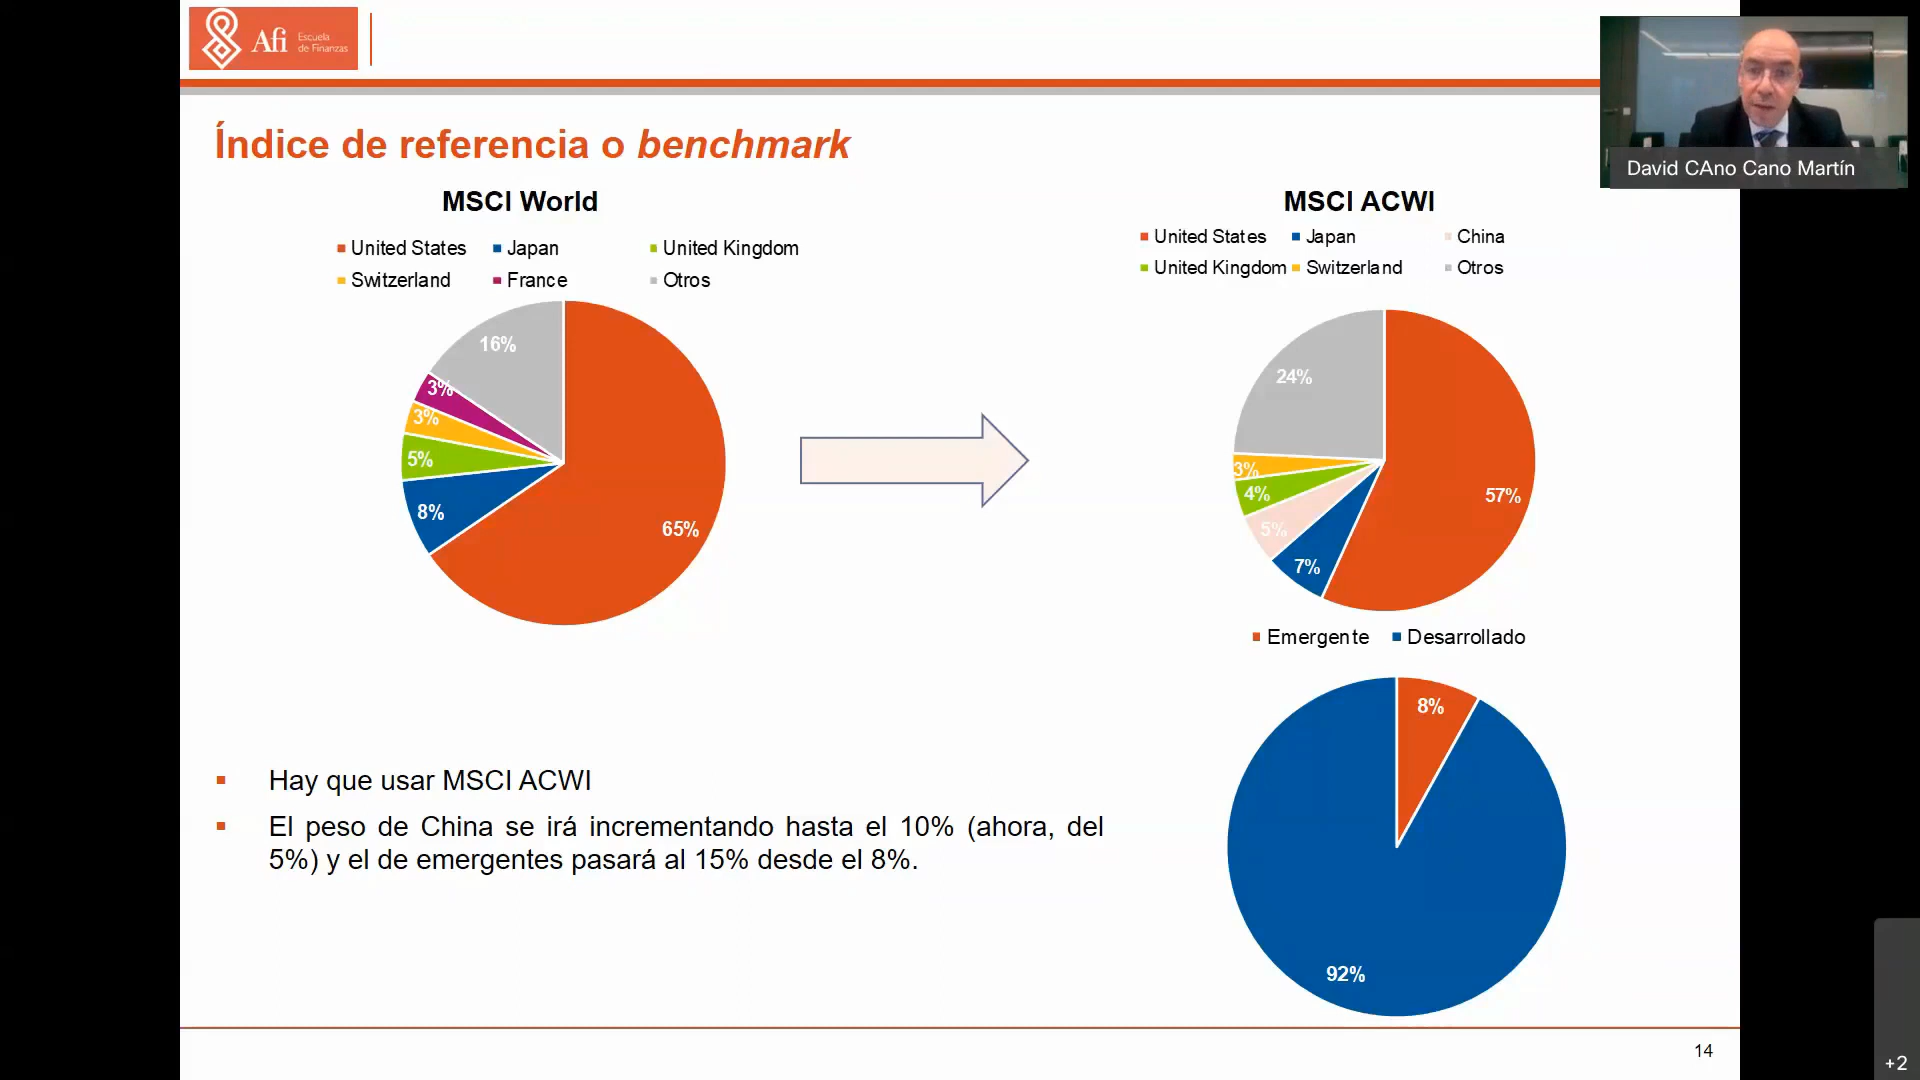 Afi Escuela
de Finanzas
David CAno Cano Martín
Índice de referencia o benchmark
MSCI World
United States Japan United Kingdom
Switzerland France Otros
16%
3%
3%
5%
8%
65%
MSCI ACWI
United States Japan China
United Kingdom Switzerland Otros
24%
3%
4%
5%
7%
57%
Emergente Desarrollado
8%
92%
Hay que usar MSCI ACWI
El peso de China se irá incrementando hasta el 10% (ahora, del
5%) y el de emergentes pasará al 15% desde el 8%.
14
+2